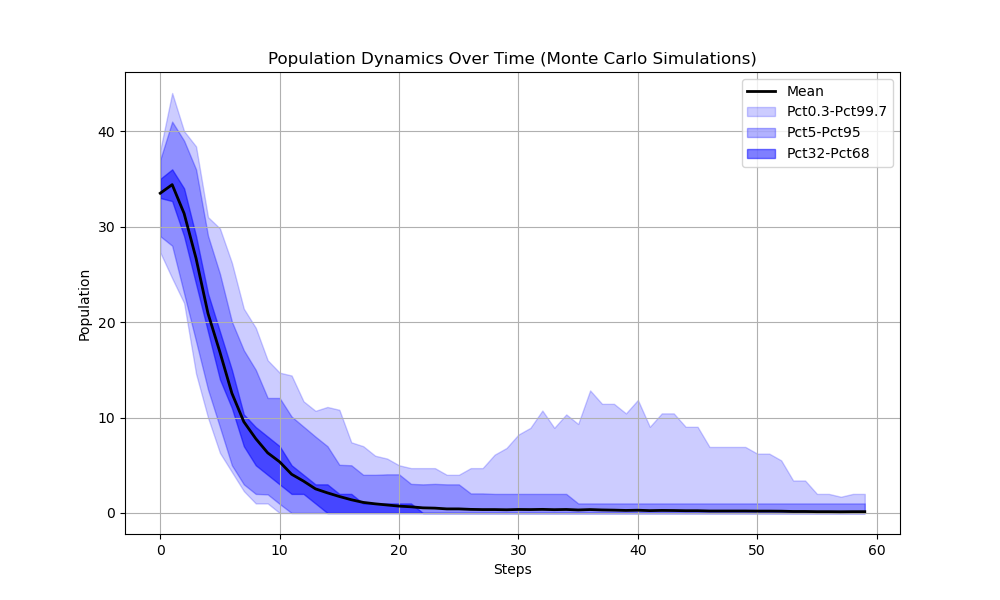 Population Dynamics Over Time (Monte Carlo Simulations)
Mean
Pct0.3-Pct99.7
Pct5-Pct95
Pct32-Pct68
Population
40
30
20
10
0
0 10 20 30 40 50 60
Steps